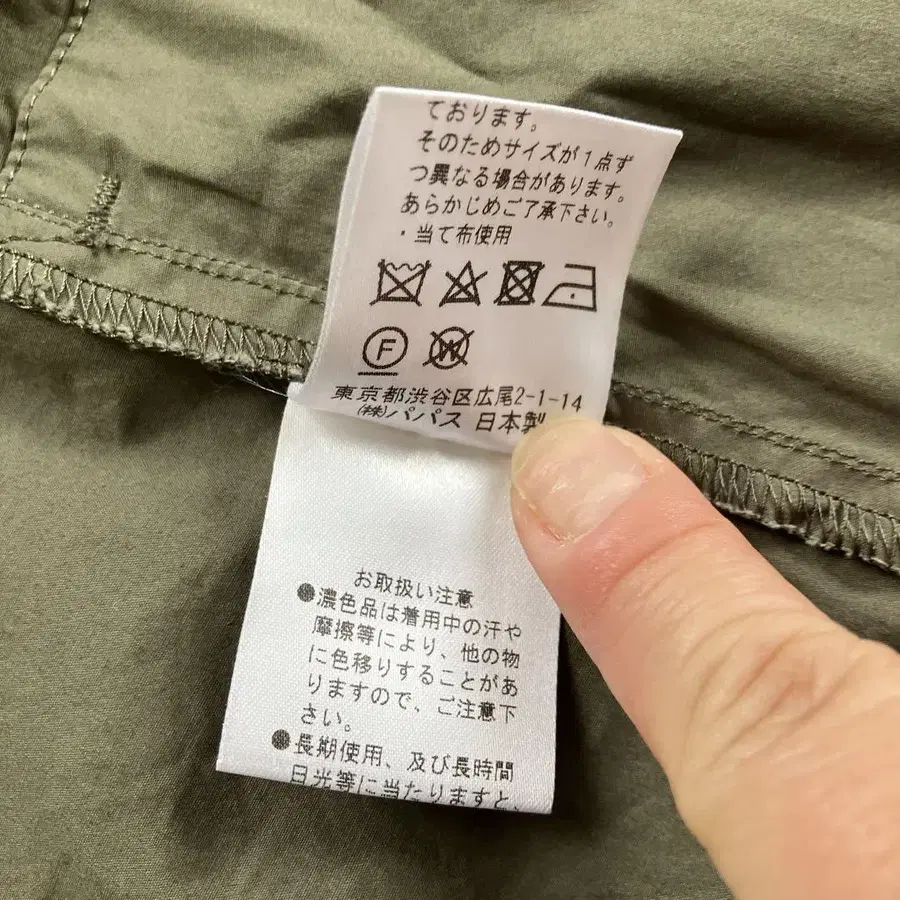 ております。
そのためサイズが1点ず
つ異なる場合があります。
あらかじめご了承下さい。
・当て布使用
F W
東京都渋谷区広尾2-1-14
(株)パパス 日本製
お取扱い注意
●濃色品は着用中の汗や
摩擦等により、他の物
に色移りすることがあ
りますので、ご注意下
さい。
●長期使用、及び長時間
日光等に当たりますと、